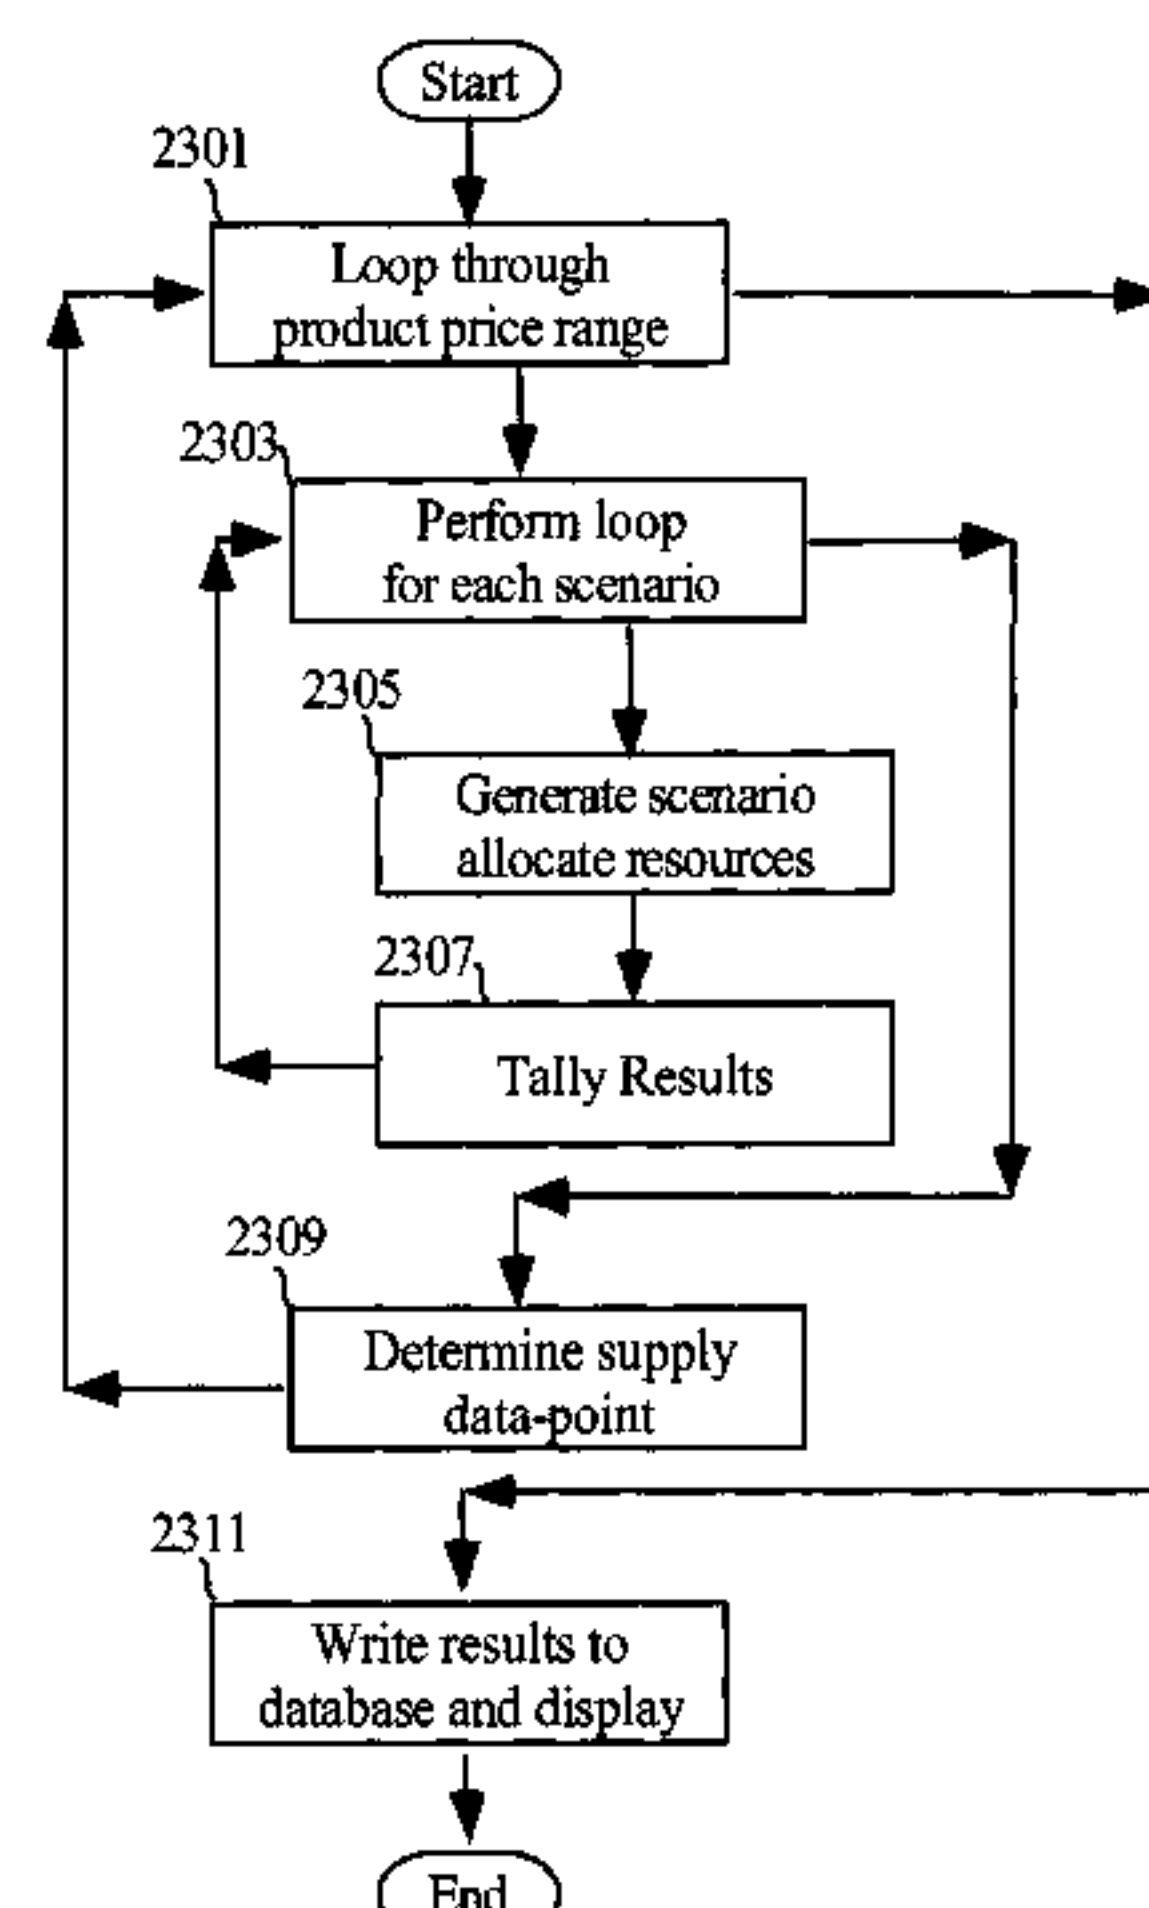 Start
2301
Loop through
product price range
2303
Perform loop
for each scenario
2305
Generate scenario
allocate resources
2307
Tally Results
2309
Determine supply
data-point
2311
Write results to
database and display
End